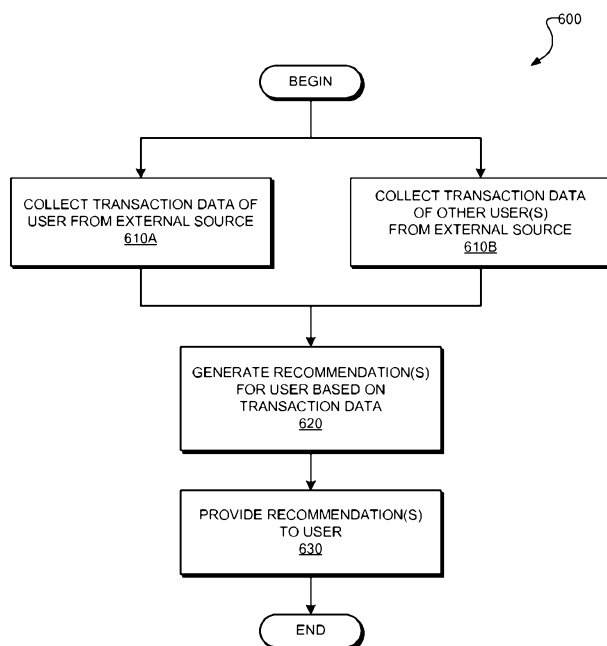 600
BEGIN
COLLECT TRANSACTION DATA OF
USER FROM EXTERNAL SOURCE
610A
COLLECT TRANSACTION DATA
OF OTHER USER(S)
FROM EXTERNAL SOURCE
610B
GENERATE RECOMMENDATION(S)
FOR USER BASED ON
TRANSACTION DATA
620
PROVIDE RECOMMENDATION(S)
TO USER
630
END